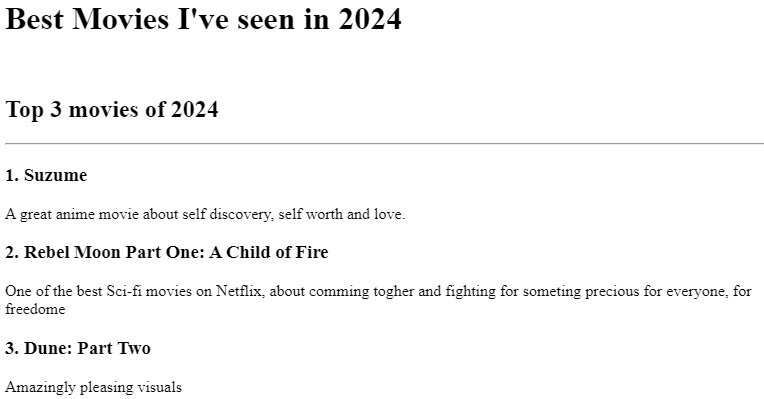 Best Movies I've seen in 2024
Top 3 movies of 2024
1. Suzume
A great anime movie about self discovery, self worth and love.
2. Rebel Moon Part One: A Child of Fire
One of the best Sci-fi movies on Netflix, about comming togher and fighting for someting precious for everyone, for
freedome
3. Dune: Part Two
Amazingly pleasing visuals